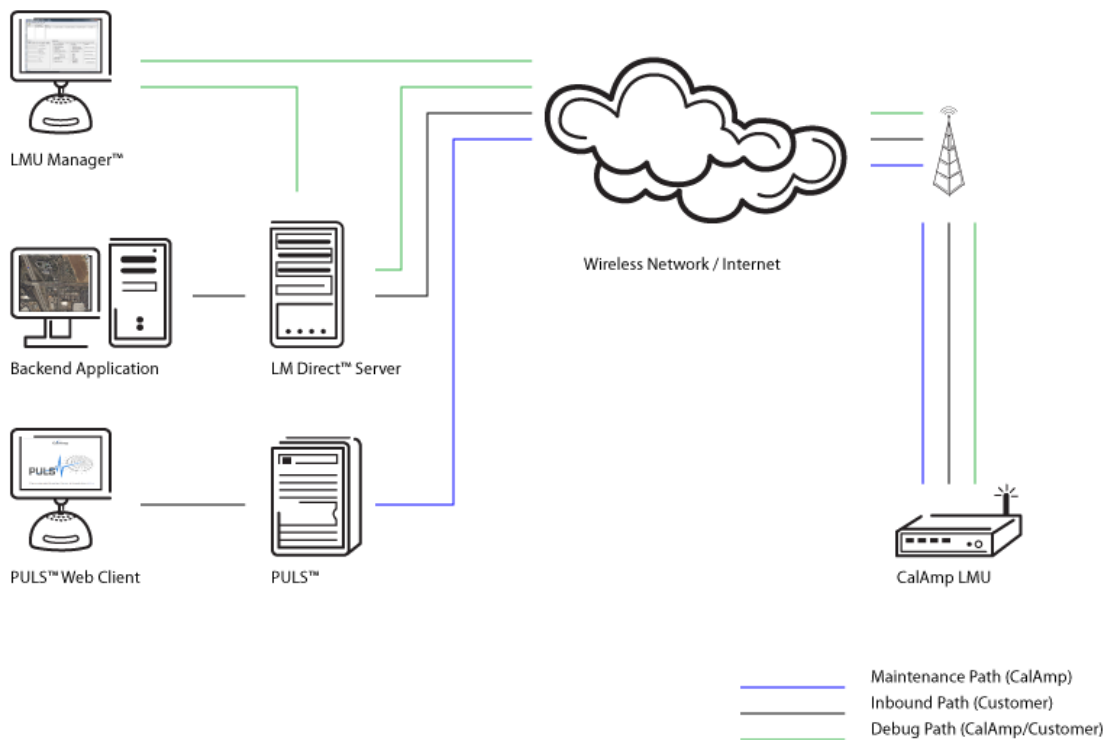 LMU Manager™
Wireless Network / Internet
Backend Application
LM Direct™ Server
PULS
PULS™ Web Client
PULS™
CalAmp LMU
Maintenance Path (CalAmp)
Inbound Path (Customer)
Debug Path (CalAmp/Customer)